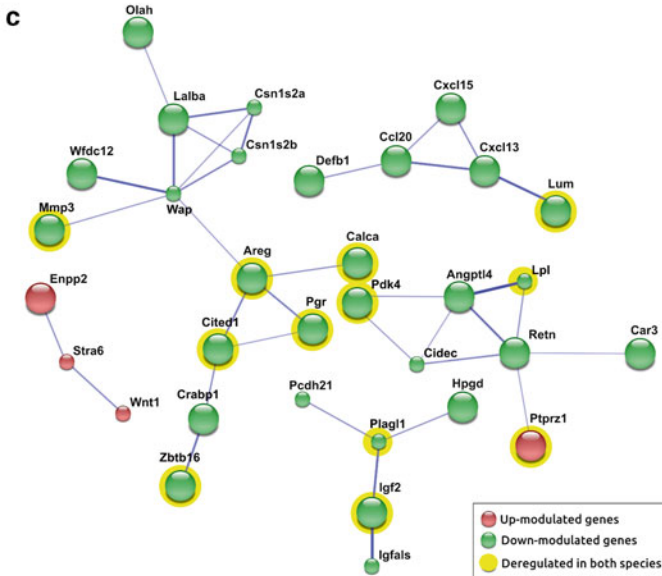 c
Olah
Lalba
Csn1s2a
Csn1s2b
Wfdc12
Mmp3
Wap
Cxcl15
Ccl20
Cxcl13
Defb1
Lum
Areg
Calca
Enpp2
Pdk4
Angptl4
Lpl
Cited1
Pgr
Stra6
Cidec
Retn
Car3
Wnt1
Crabp1
Pcdh21
Hpgd
Plagl1
Ptprz1
Zbtb16
Igf2
Igfals
Up-modulated genes
Down-modulated genes
Deregulated in both species